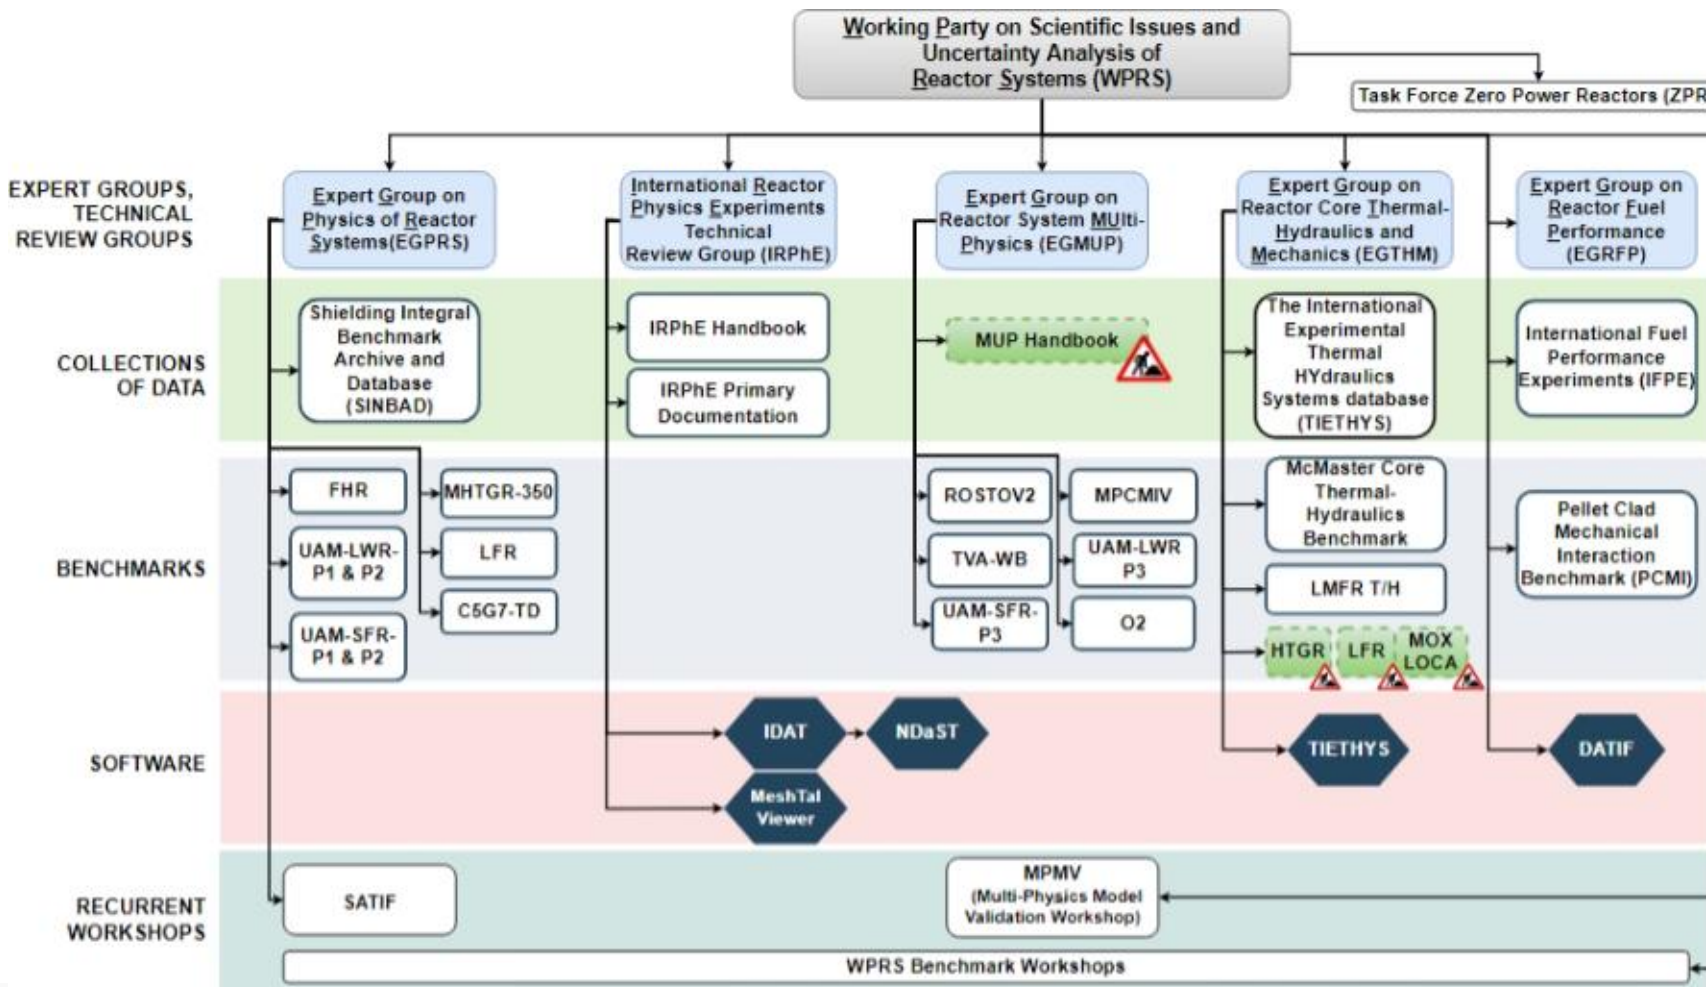 Working Party on Scientific Issues and
Uncertainty Analysis of
Reactor Systems (WPRS)
Task Force Zero Power Reactors (ZPR
EXPERT GROUPS,
TECHNICAL
REVIEW GROUPS
Expert Group on
Physics of Reactor
Systems(EGPRS)
International Reactor
Physics Experiments
Technical
Review Group (IRPhE)
Expert Group on
Reactor System MUlti-
Physics (EGMUP)
Expert Group on
Reactor Core Thermal-
Hydraulics and
Mechanics (EGTHM)
Expert Group on
Reactor Fuel
Performance
(EGRFP)
COLLECTIONS
OF DATA
Shielding Integral
Benchmark
Archive and
Database
(SINBAD)
IRPhE Handbook
IRPhE Primary
Documentation
MUP Handbook
The International
Experimental
Thermal
HYdraulics
Systems database
(TIETHYS)
International Fuel
Performance
Experiments (IFPE)
BENCHMARKS
FHR
UAM-LWR-
P1 & P2
UAM-SFR-
P1 & P2
MHTGR-350
LFR
C5G7-TD
ROSTOV2
TVA-WB
UAM-SFR-
P3
MPCMIV
UAM-LWR
P3
O2
McMaster Core
Thermal-
Hydraulics
Benchmark
LMFR T/H
HTGR
LFR
MOX
LOCA
Pellet Clad
Mechanical
Interaction
Benchmark (PCMI)
SOFTWARE
IDAT
NDaST
MeshTal
Viewer
TIETHYS
DATIF
RECURRENT
WORKSHOPS
SATIF
MPMV
(Multi-Physics Model
Validation Workshop)
WPRS Benchmark Workshops